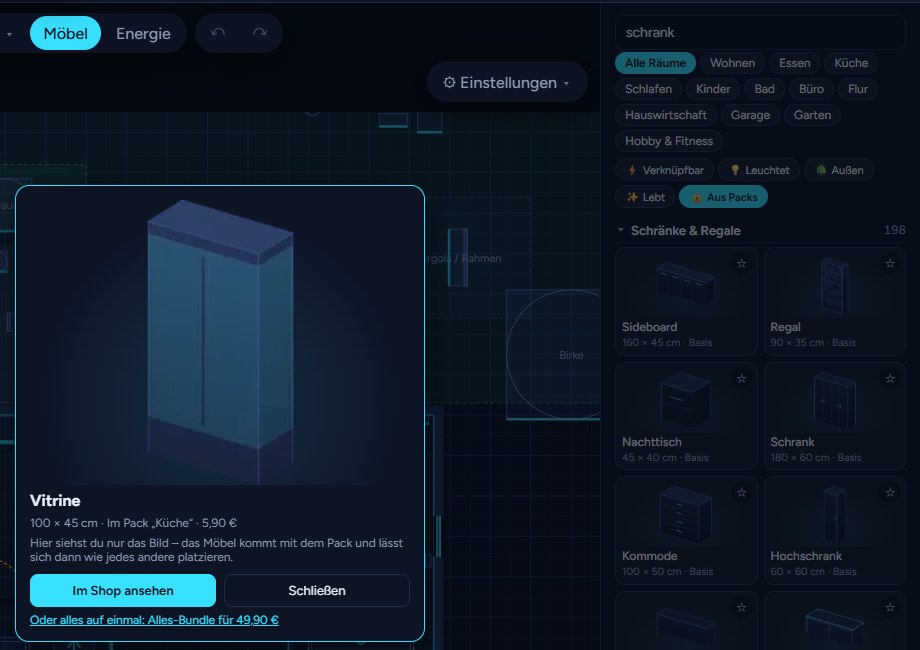 Möbel
Energie
Einstellungen
schrank
Alle Räume
Wohnen
Essen
Küche
Schlafen
Kinder
Bad
Büro
Flur
Hauswirtschaft
Garage
Garten
Hobby & Fitness
Verknüpfbar
Leuchtet
Außen
Lebt
Aus Packs
Schränke & Regale
198
Sideboard
160 × 45 cm · Basis
Regal
90 × 35 cm · Basis
Nachttisch
45 × 40 cm · Basis
Schrank
180 × 60 cm · Basis
Kommode
100 × 50 cm · Basis
Hochschrank
60 × 60 cm · Basis
/ Rahmen
Birke
Vitrine
100 × 45 cm · Im Pack „Küche“ · 5,90 €
Hier siehst du nur das Bild – das Möbel kommt mit dem Pack und lässt
sich dann wie jedes andere platzieren.
Im Shop ansehen
Schließen
Oder alles auf einmal: Alles-Bundle für 49,90 €